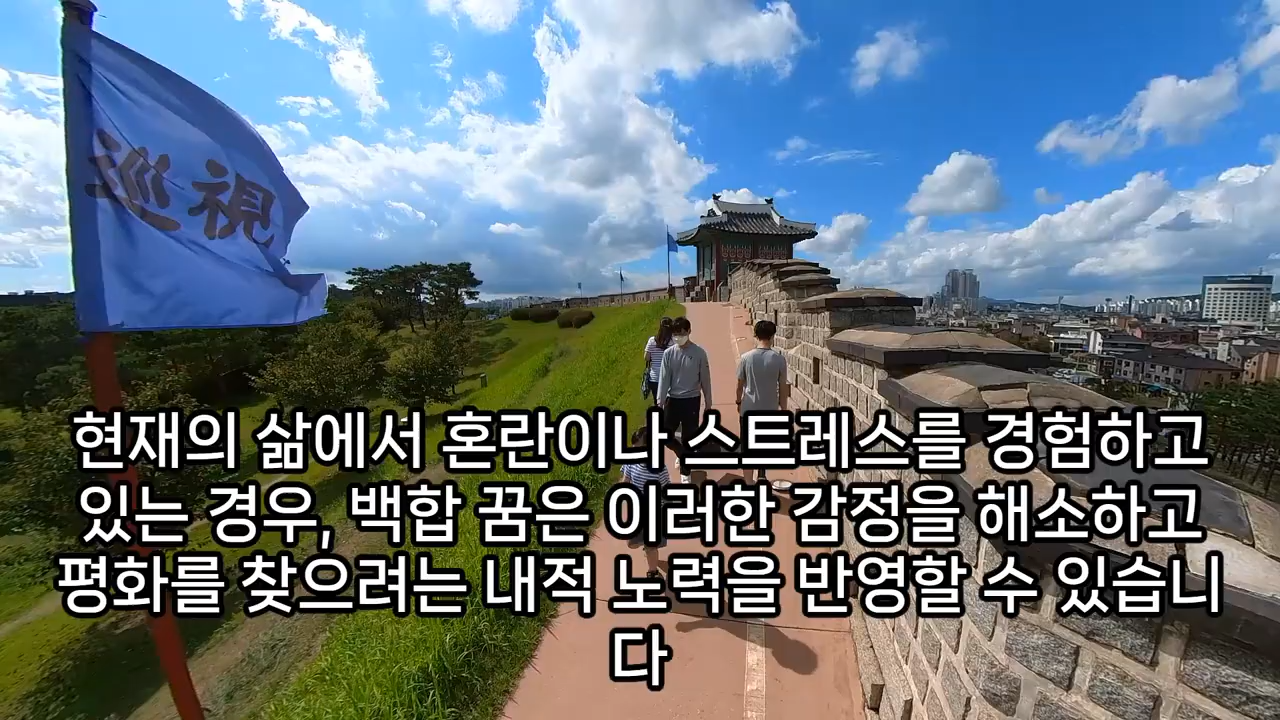 巡視
현재의 삶에서 혼란이나 스트레스를 경험하고
있는 경우, 백합 꿈은 이러한 감정을 해소하고
평화를 찾으려는 내적 노력을 반영할 수 있습니
다